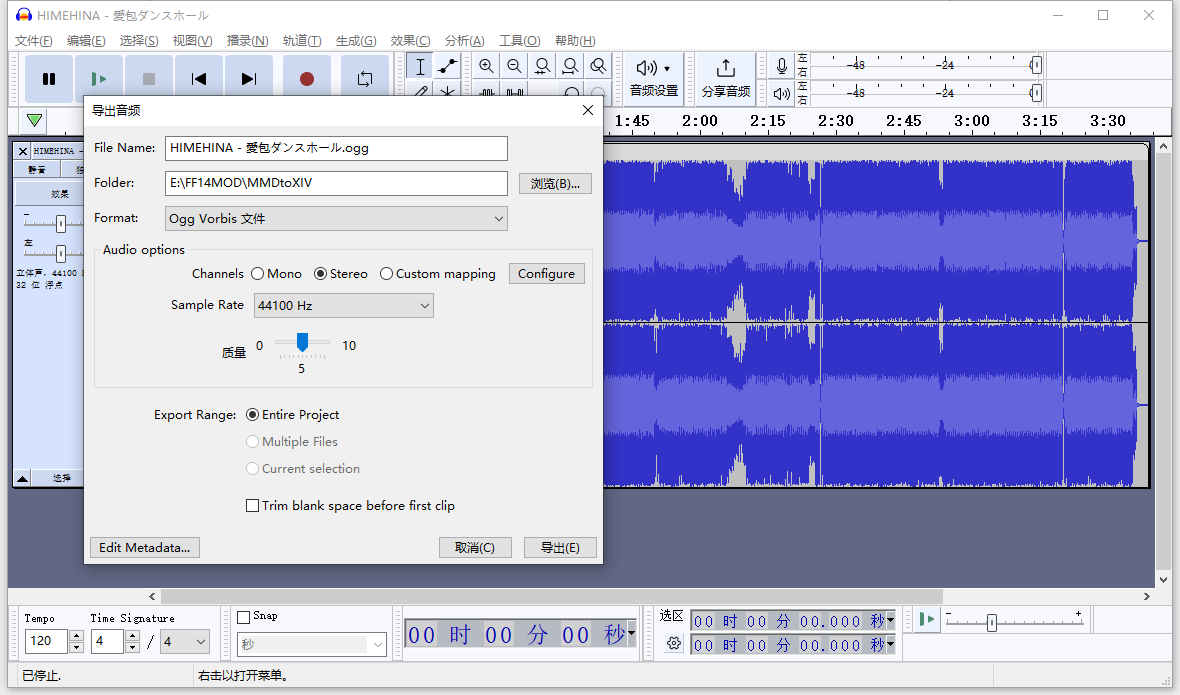 HIMEHINA - 愛包ダンスホール
文件(F) 编辑(E) 选择(S) 视图(V) 播录(N) 轨道(T) 生成(G) 效果(C) 分析(A) 工具(O) 帮助(H)
音频设置 分享音频
左 右 -48 -24 0
左 右 -48 -24 0
1:45 2:00 2:15 2:30 2:45 3:00 3:15 3:30
HIMEHINA -
静音
效果
左
立体声, 44100
32 位 浮点
选择
导出音频
File Name: HIMEHINA - 愛包ダンスホール.ogg
Folder: E:\FF14MOD\MMDtoXIV 浏览(B)...
Format: Ogg Vorbis 文件
Audio options
Channels Mono Stereo Custom mapping Configure
Sample Rate 44100 Hz
质量 0 10
5
Export Range: Entire Project
Multiple Files
Current selection
Trim blank space before first clip
Edit Metadata... 取消(C) 导出(E)
Tempo Time Signature
120 4 / 4
Snap
秒
00 时 00 分 00 秒
选区
00 时 00 分 00.000 秒
00 时 00 分 00.000 秒
已停止. 右击以打开菜单。